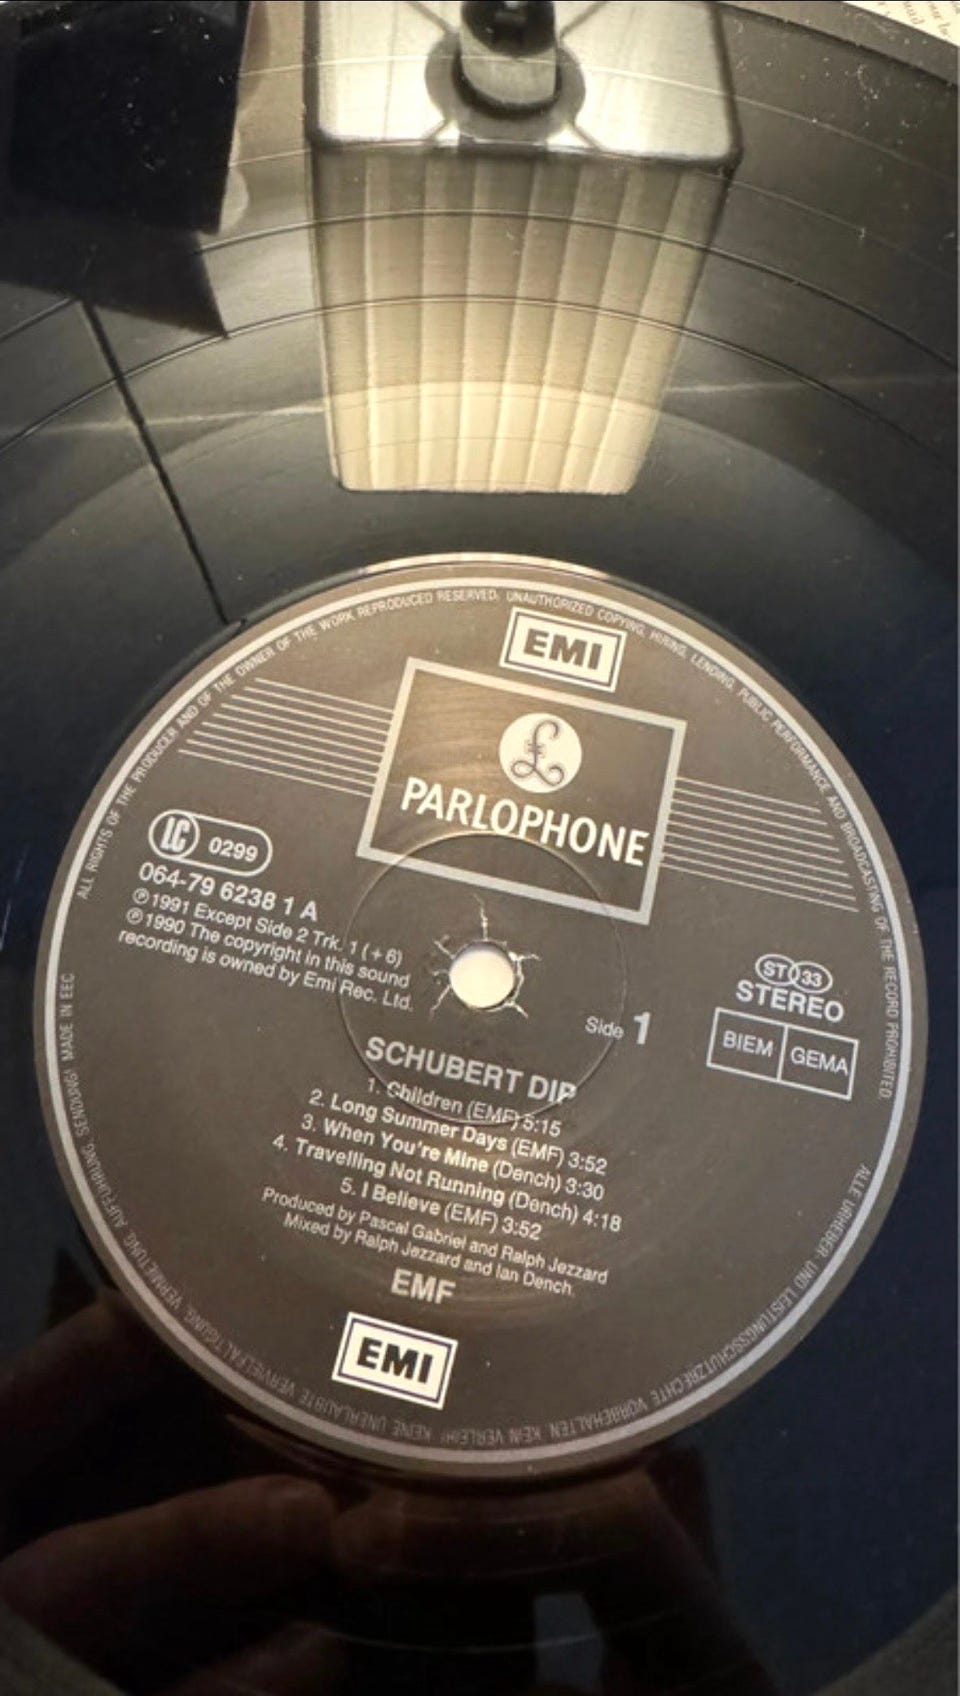 ALL RIGHTS OF THE PRODUCER AND OF THE OWNER OF THE WORK REPRODUCED RESERVED. UNAUTHORIZED COPYING, HIRING, LENDING, PUBLIC PERFORMANCE AND BROADCASTING OF THE RECORD PROHIBITED.
EMI
£
PARLOPHONE
LC 0299
064-79 6238 1 A
℗ 1991 Except Side 2 Trk. 1 (+6)
℗ 1990 The copyright in this sound
recording is owned by Emi Rec. Ltd.
ST 33
STEREO
BIEM GEMA
Side 1
SCHUBERT DIP
1. Children (EMF) 5:15
2. Long Summer Days (EMF) 3:52
3. When You're Mine (Dench) 3:30
4. Travelling Not Running (Dench) 4:18
5. I Believe (EMF) 3:52
Produced by Pascal Gabriel and Ralph Jezzard
Mixed by Ralph Jezzard and Ian Dench.
EMF
EMI
ALLE URHEBER- UND LEISTUNGSSCHUTZRECHTE VORBEHALTEN. KEIN VERLEIH! KEINE UNERLAUBTE VERVIELFÄLTIGUNG, VERMIETUNG, AUFFÜHRUNG, SENDUNG! MADE IN EEC